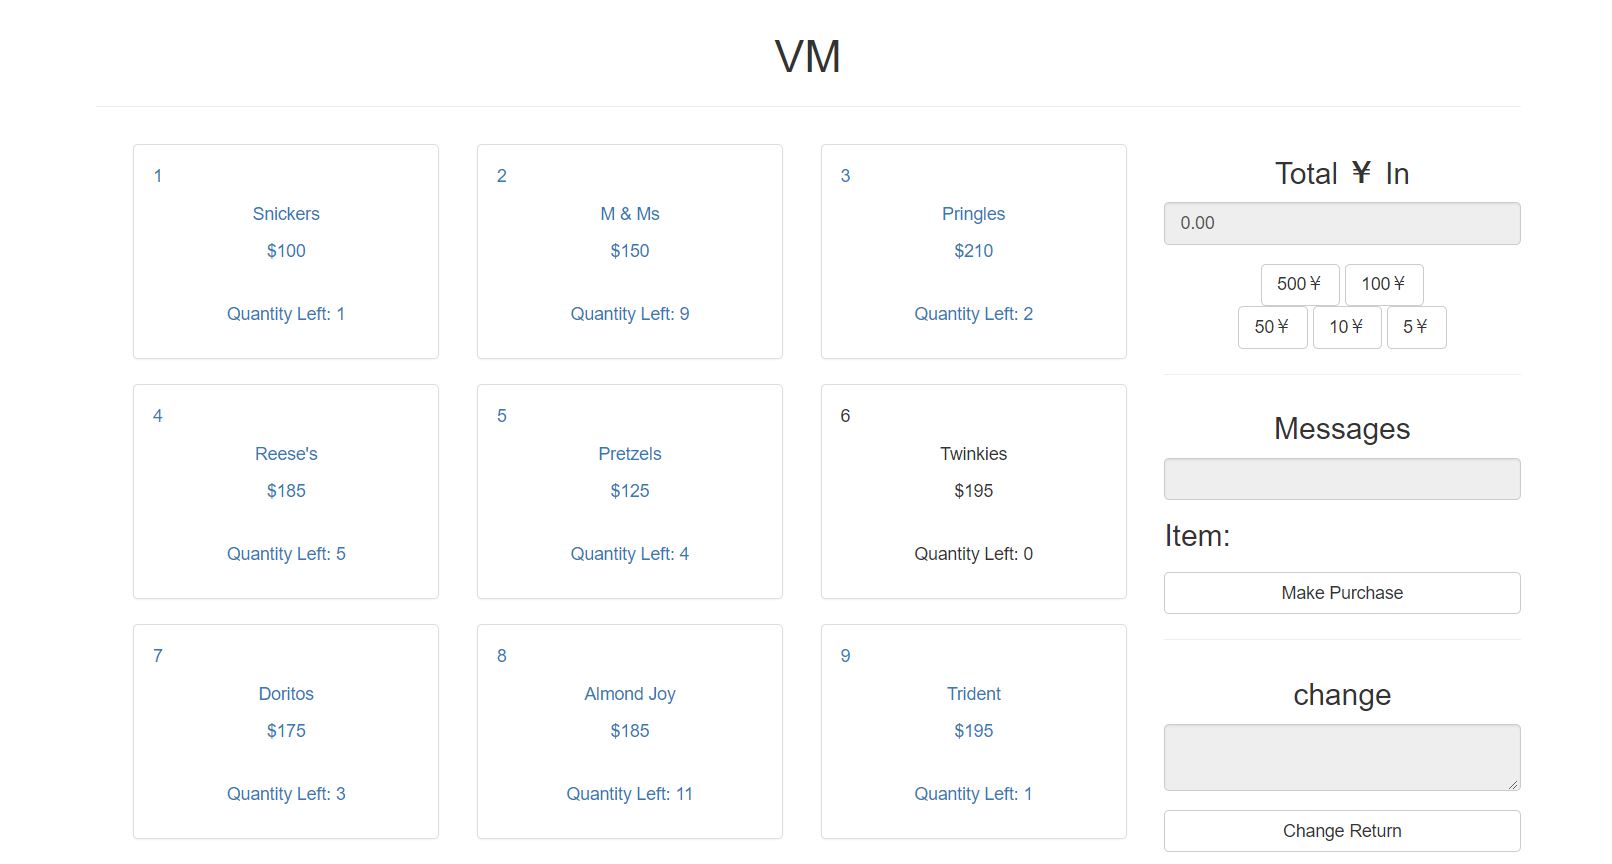 VM
1
Snickers
$100
Quantity Left: 1
2
M & Ms
$150
Quantity Left: 9
3
Pringles
$210
Quantity Left: 2
4
Reese's
$185
Quantity Left: 5
5
Pretzels
$125
Quantity Left: 4
6
Twinkies
$195
Quantity Left: 0
7
Doritos
$175
Quantity Left: 3
8
Almond Joy
$185
Quantity Left: 11
9
Trident
$195
Quantity Left: 1
Total ¥ In
0.00
500¥ 100¥
50¥ 10¥ 5¥
Messages
Item:
Make Purchase
change
Change Return